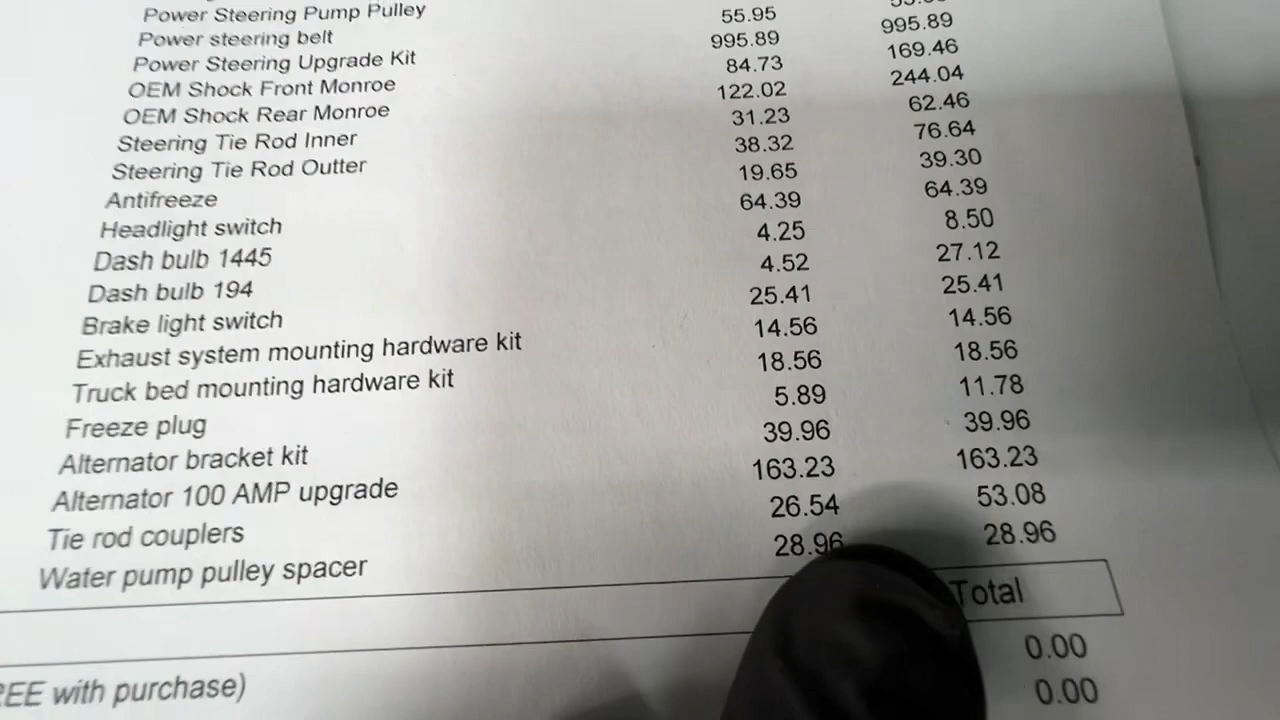 Power Steering Pump Pulley
Power steering belt 55.95
Power Steering Upgrade Kit 995.89 995.89
OEM Shock Front Monroe 84.73 169.46
OEM Shock Rear Monroe 122.02 244.04
Steering Tie Rod Inner 31.23 62.46
Steering Tie Rod Outter 38.32 76.64
Antifreeze 19.65 39.30
Headlight switch 64.39 64.39
Dash bulb 1445 4.25 8.50
Dash bulb 194 4.52 27.12
Brake light switch 25.41 25.41
Exhaust system mounting hardware kit 14.56 14.56
Truck bed mounting hardware kit 18.56 18.56
Freeze plug 5.89 11.78
Alternator bracket kit 39.96 39.96
Alternator 100 AMP upgrade 163.23 163.23
Tie rod couplers 26.54 53.08
Water pump pulley spacer 28.96 28.96
Total
0.00
EE with purchase) 0.00